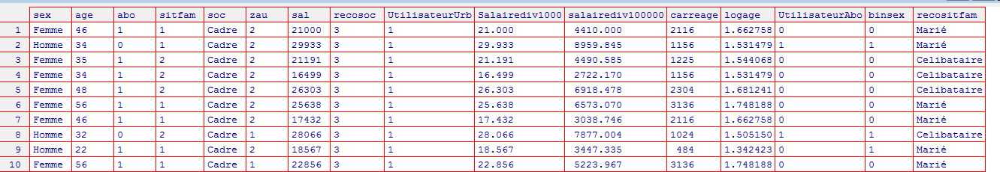 sex age abo sitfam soc zau sal recosoc UtilisateurUrb Salairediv1000 salairediv100000 carreage logage UtilisateurAbo binsex recositfam
1 Femme 46 1 1 Cadre 2 21000 3 1 21.000 4410.000 2116 1.662758 0 0 Marié
2 Homme 34 0 1 Cadre 2 29933 3 1 29.933 8959.845 1156 1.531479 1 1 Marié
3 Femme 35 1 2 Cadre 2 21191 3 1 21.191 4490.585 1225 1.544068 0 0 Celibataire
4 Femme 34 1 2 Cadre 2 16499 3 1 16.499 2722.170 1156 1.531479 0 0 Celibataire
5 Femme 48 1 2 Cadre 2 26303 3 1 26.303 6918.478 2304 1.681241 0 0 Celibataire
6 Femme 56 1 1 Cadre 2 25638 3 1 25.638 6573.070 3136 1.748188 0 0 Marié
7 Femme 46 1 1 Cadre 2 17432 3 1 17.432 3038.746 2116 1.662758 0 0 Marié
8 Homme 32 0 2 Cadre 1 28066 3 1 28.066 7877.004 1024 1.505150 1 1 Celibataire
9 Homme 22 1 1 Cadre 2 18567 3 1 18.567 3447.335 484 1.342423 0 1 Marié
10 Femme 56 1 1 Cadre 1 22856 3 1 22.856 5223.967 3136 1.748188 0 0 Marié